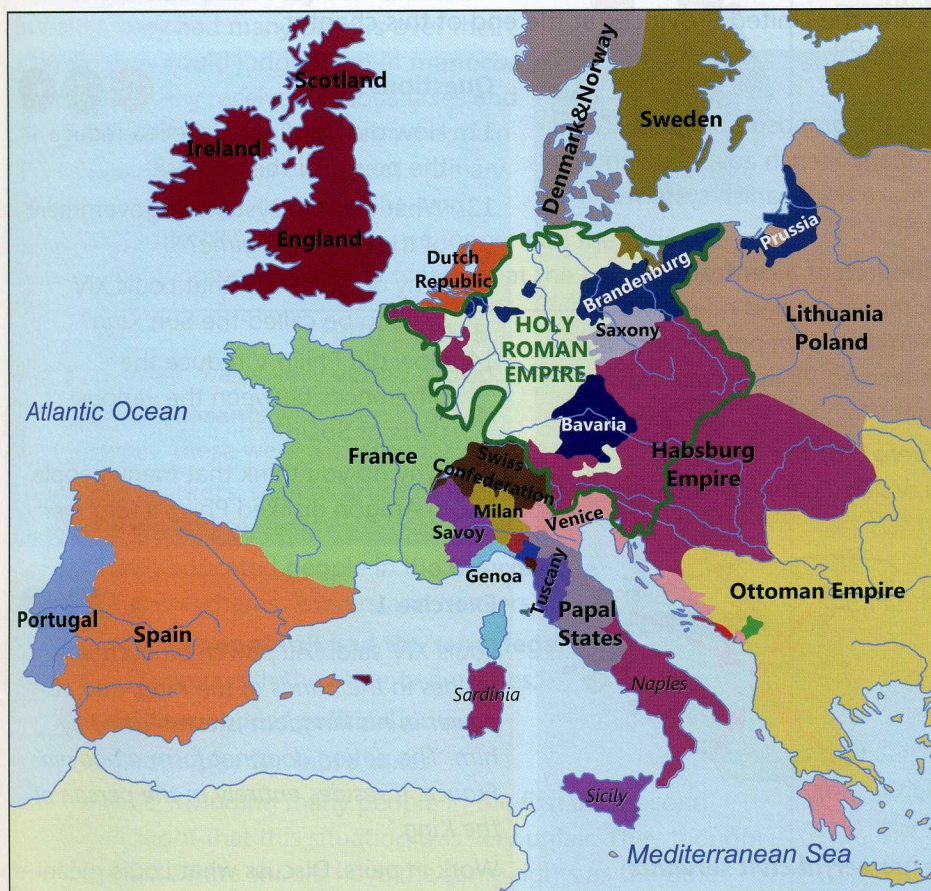 Scotland
Ireland
England
Denmark&Norway
Sweden
Dutch
Republic
Prussia
Brandenburg
Saxony
HOLY
ROMAN
EMPIRE
Lithuania
Poland
Atlantic Ocean
Bavaria
France
Swiss
Confederation
Habsburg
Empire
Milan
Venice
Savoy
Genoa
Tuscany
Papal
States
Ottoman Empire
Portugal
Spain
Sardinia
Naples
Sicily
Mediterranean Sea